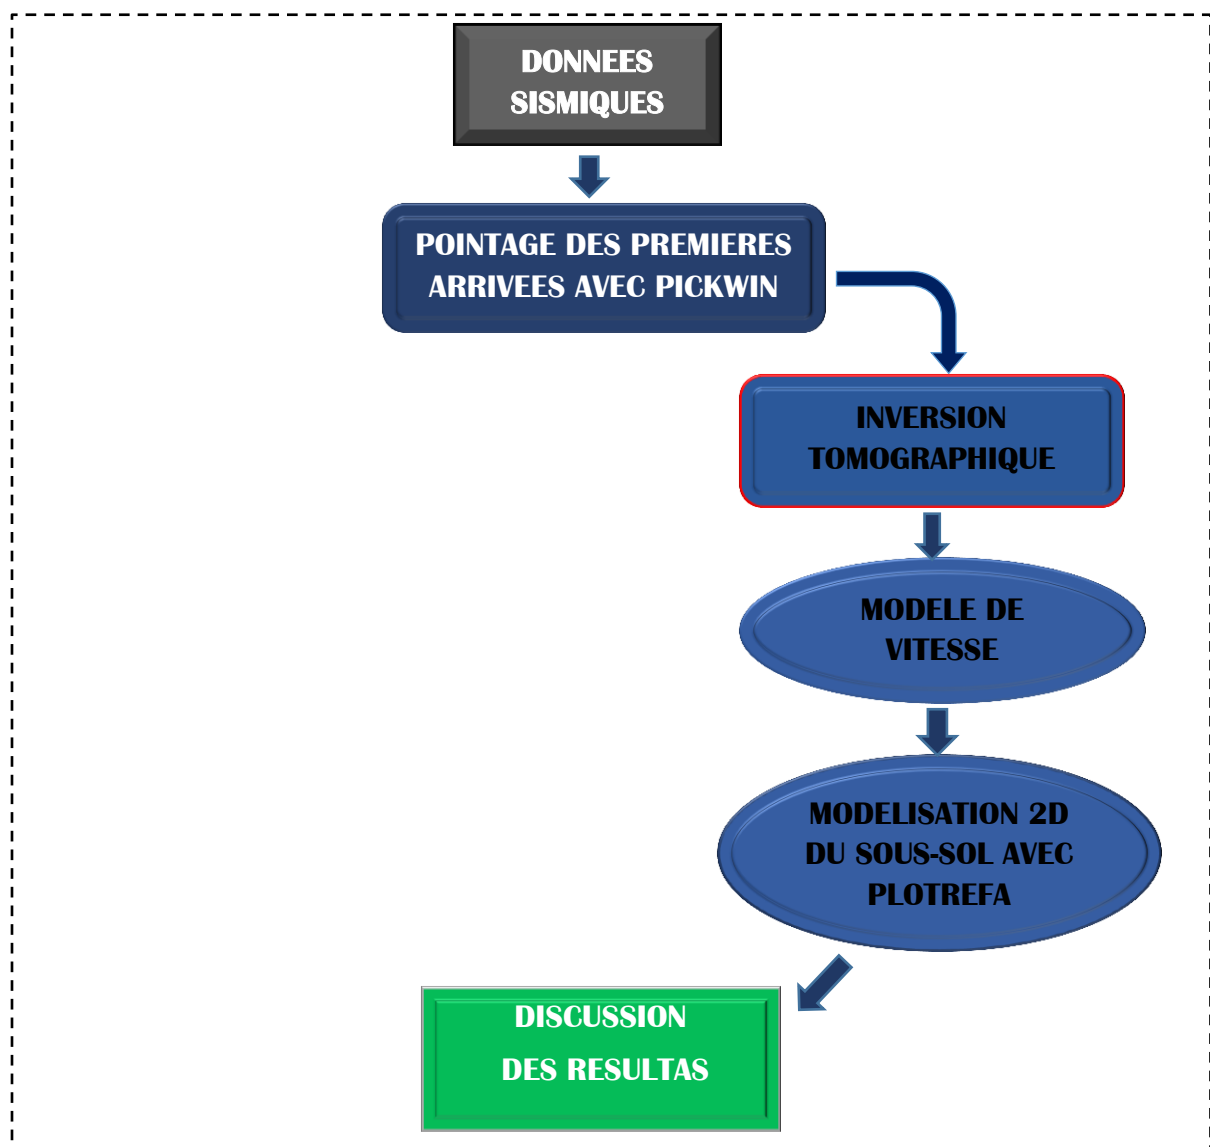 DONNEES
SISMIQUES
POINTAGE DES PREMIERES
ARRIVEES AVEC PICKWIN
INVERSION
TOMOGRAPHIQUE
MODELE DE
VITESSE
MODELISATION 2D
DU SOUS-SOL AVEC
PLOTREFA
DISCUSSION
DES RESULTAS